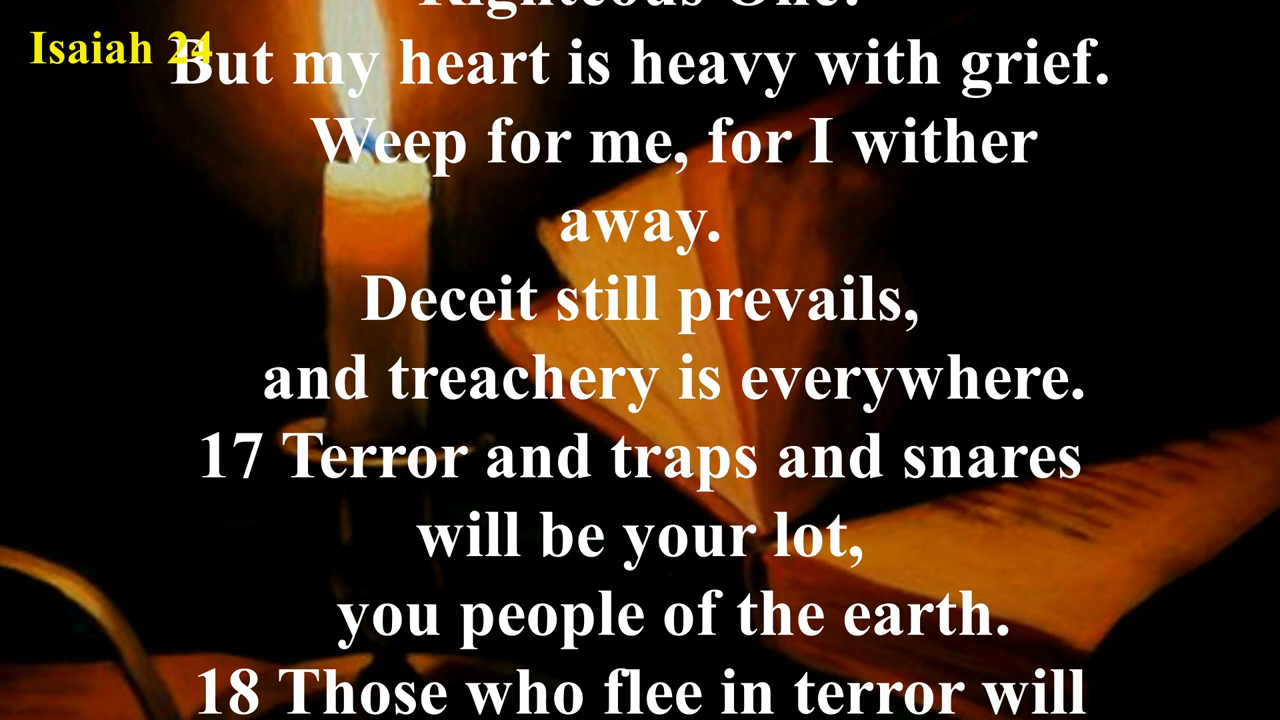 Righteous One!
Isaiah 24
But my heart is heavy with grief.
Weep for me, for I wither
away.
Deceit still prevails,
and treachery is everywhere.
17 Terror and traps and snares
will be your lot,
you people of the earth.
18 Those who flee in terror will